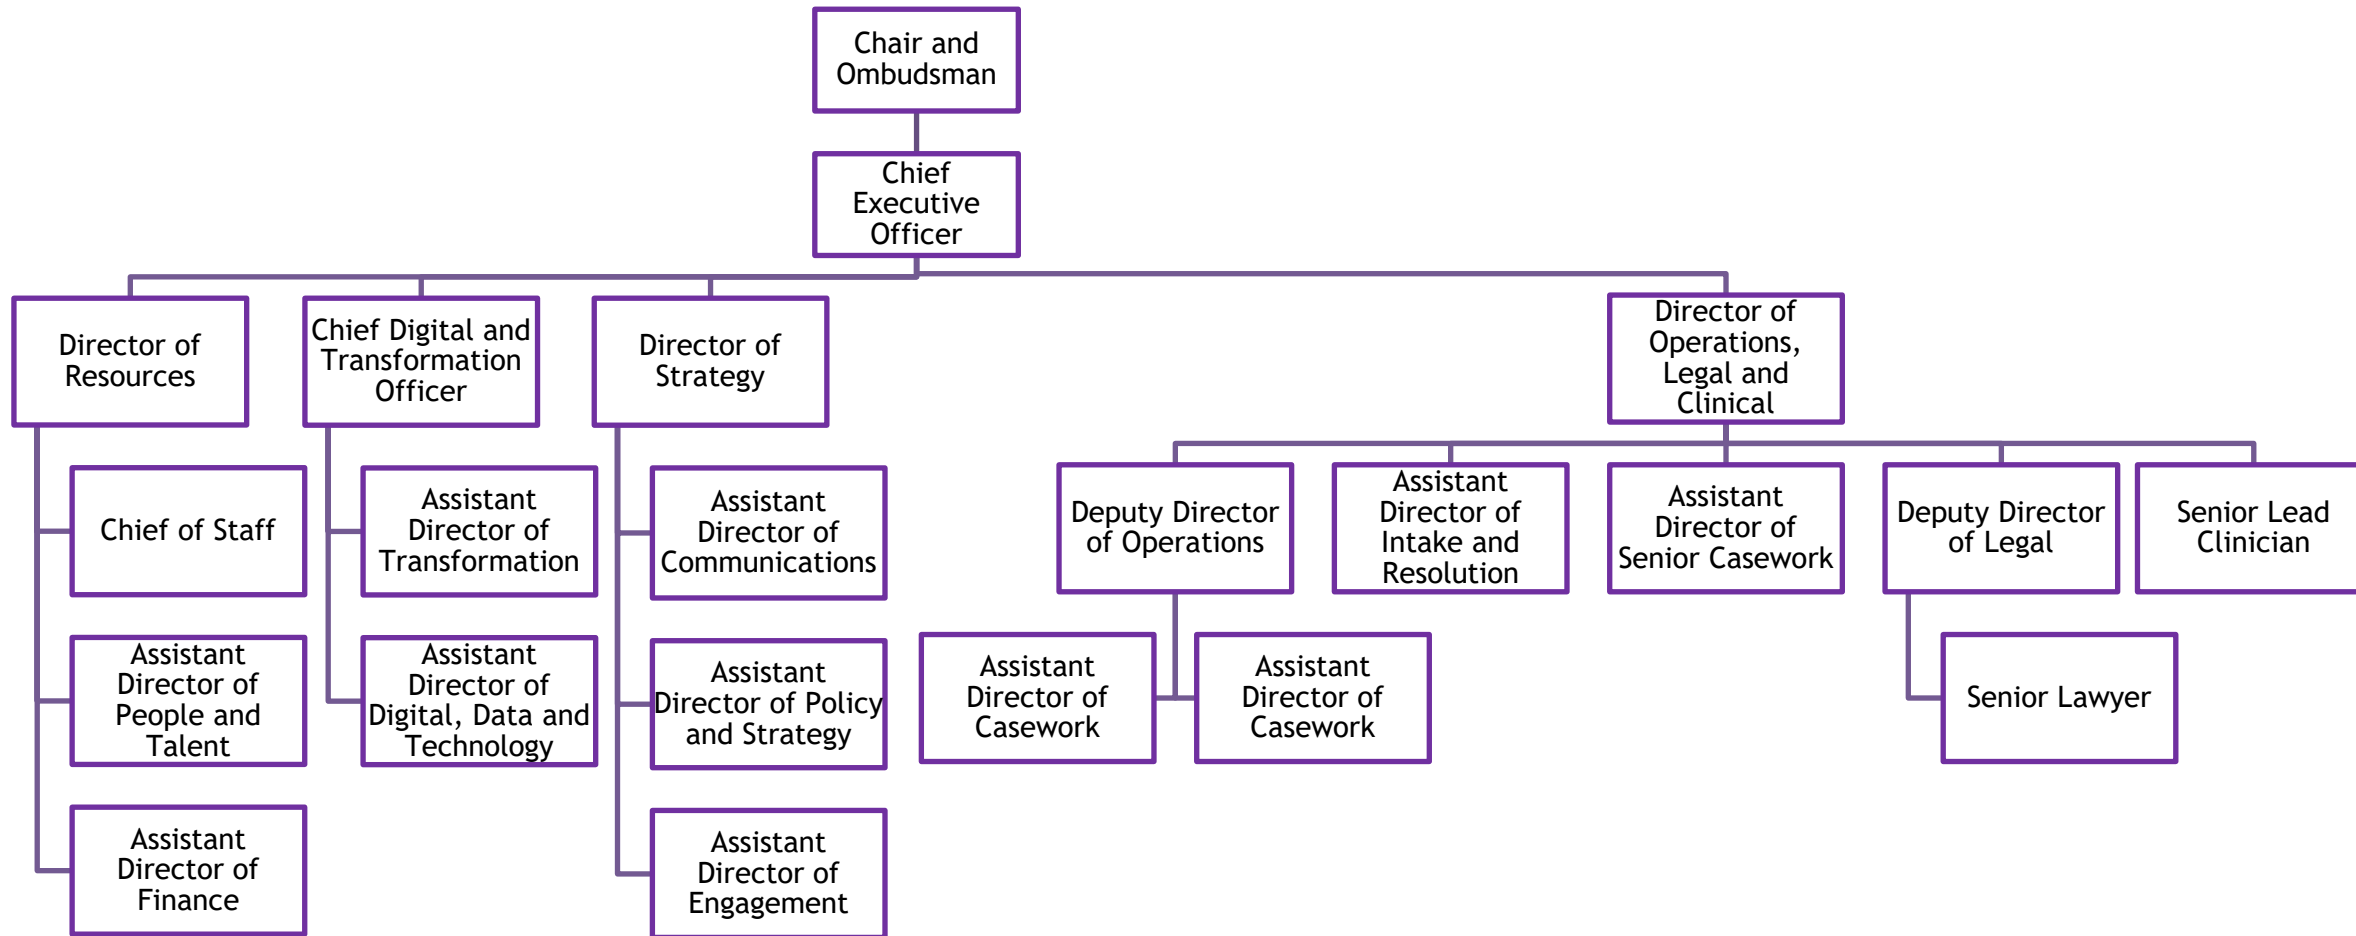 Chair and
Ombudsman
Chief
Executive
Officer
Director of
Resources
Chief Digital and
Transformation
Officer
Director of
Strategy
Director of
Operations,
Legal and
Clinical
Chief of Staff
Assistant
Director of
Transformation
Assistant
Director of
Communications
Deputy Director
of Operations
Assistant
Director of
Intake and
Resolution
Assistant
Director of
Senior Casework
Deputy Director
of Legal
Senior Lead
Clinician
Assistant
Director of
People and
Talent
Assistant
Director of
Digital, Data and
Technology
Assistant
Director of Policy
and Strategy
Assistant
Director of
Casework
Assistant
Director of
Casework
Senior Lawyer
Assistant
Director of
Finance
Assistant
Director of
Engagement